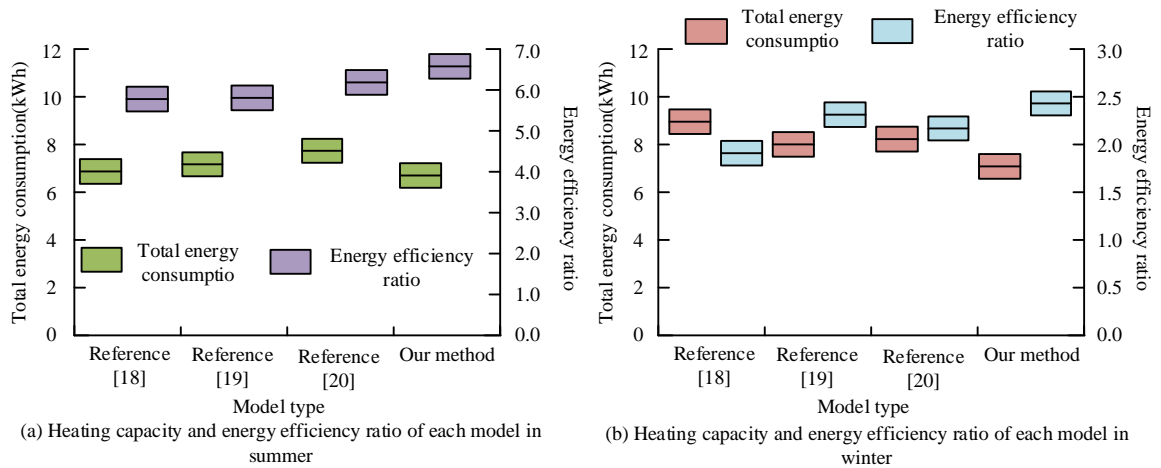 Total energy consumption(kWh)
12
10
8
6
4
2
0
7.0
6.0
5.0
4.0
3.0
2.0
1.0
0.0
Energy efficiency ratio
Total energy
consumptio
Energy efficiency
ratio
Reference
[18]
Reference
[19]
Reference
[20]
Our method
Model type
(a) Heating capacity and energy efficiency ratio of each model in
summer
Total energy
consumptio
Energy efficiency
ratio
Total energy consumption(kWh)
12
10
8
6
4
2
0
3.0
2.5
2.0
1.5
1.0
0.5
0.0
Energy efficiency ratio
Reference
[18]
Reference
[19]
Reference
[20]
Our method
Model type
(b) Heating capacity and energy efficiency ratio of each model in
winter